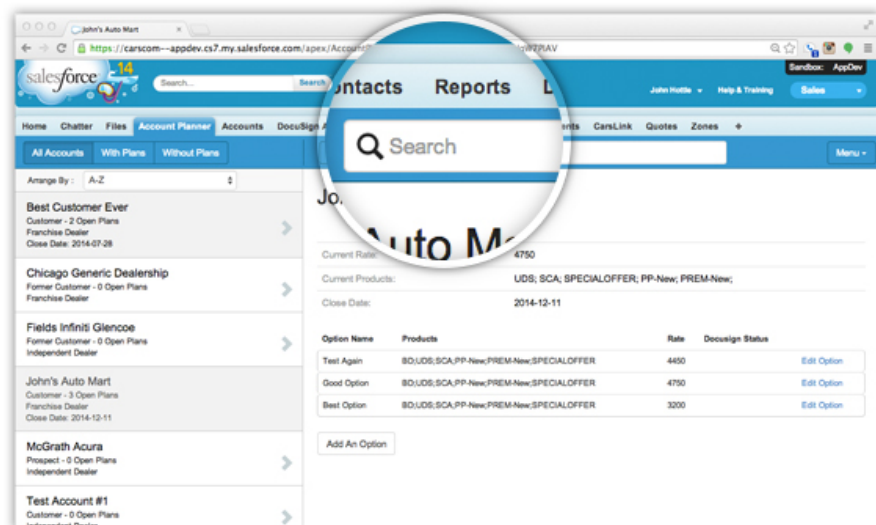 John's Auto Mart
https://carscom--appdev.cs7.my.salesforce.com/apex/Account
salesforce 14
Search...
Search
Sandbox: AppDev
John Hottle
Help & Training
Sales
Home Chatter Files Account Planner Accounts DocuSign
ontacts Reports
ents CarsLink Quotes Zones +
All Accounts With Plans Without Plans
Search
Menu
Arrange By : A-Z
Best Customer Ever
Customer - 2 Open Plans
Franchise Dealer
Close Date: 2014-07-28
Chicago Generic Dealership
Former Customer - 0 Open Plans
Franchise Dealer
Fields Infiniti Glencoe
Former Customer - 0 Open Plans
Independent Dealer
John's Auto Mart
Customer - 3 Open Plans
Franchise Dealer
Close Date: 2014-12-11
McGrath Acura
Prospect - 0 Open Plans
Independent Dealer
Test Account #1
Customer - 0 Open Plans
Independent Dealer
Jo
Auto M
Current Rate: 4750
Current Products: UDS; SCA; SPECIALOFFER; PP-New; PREM-New;
Close Date: 2014-12-11
Option Name Products Rate Docusign Status
Test Again BD;UDS;SCA;PP-New;PREM-New;SPECIALOFFER 4450 Edit Option
Good Option BD;UDS;SCA;PP-New;PREM-New;SPECIALOFFER 4750 Edit Option
Best Option BD;UDS;SCA;PP-New;PREM-New;SPECIALOFFER 3200 Edit Option
Add An Option